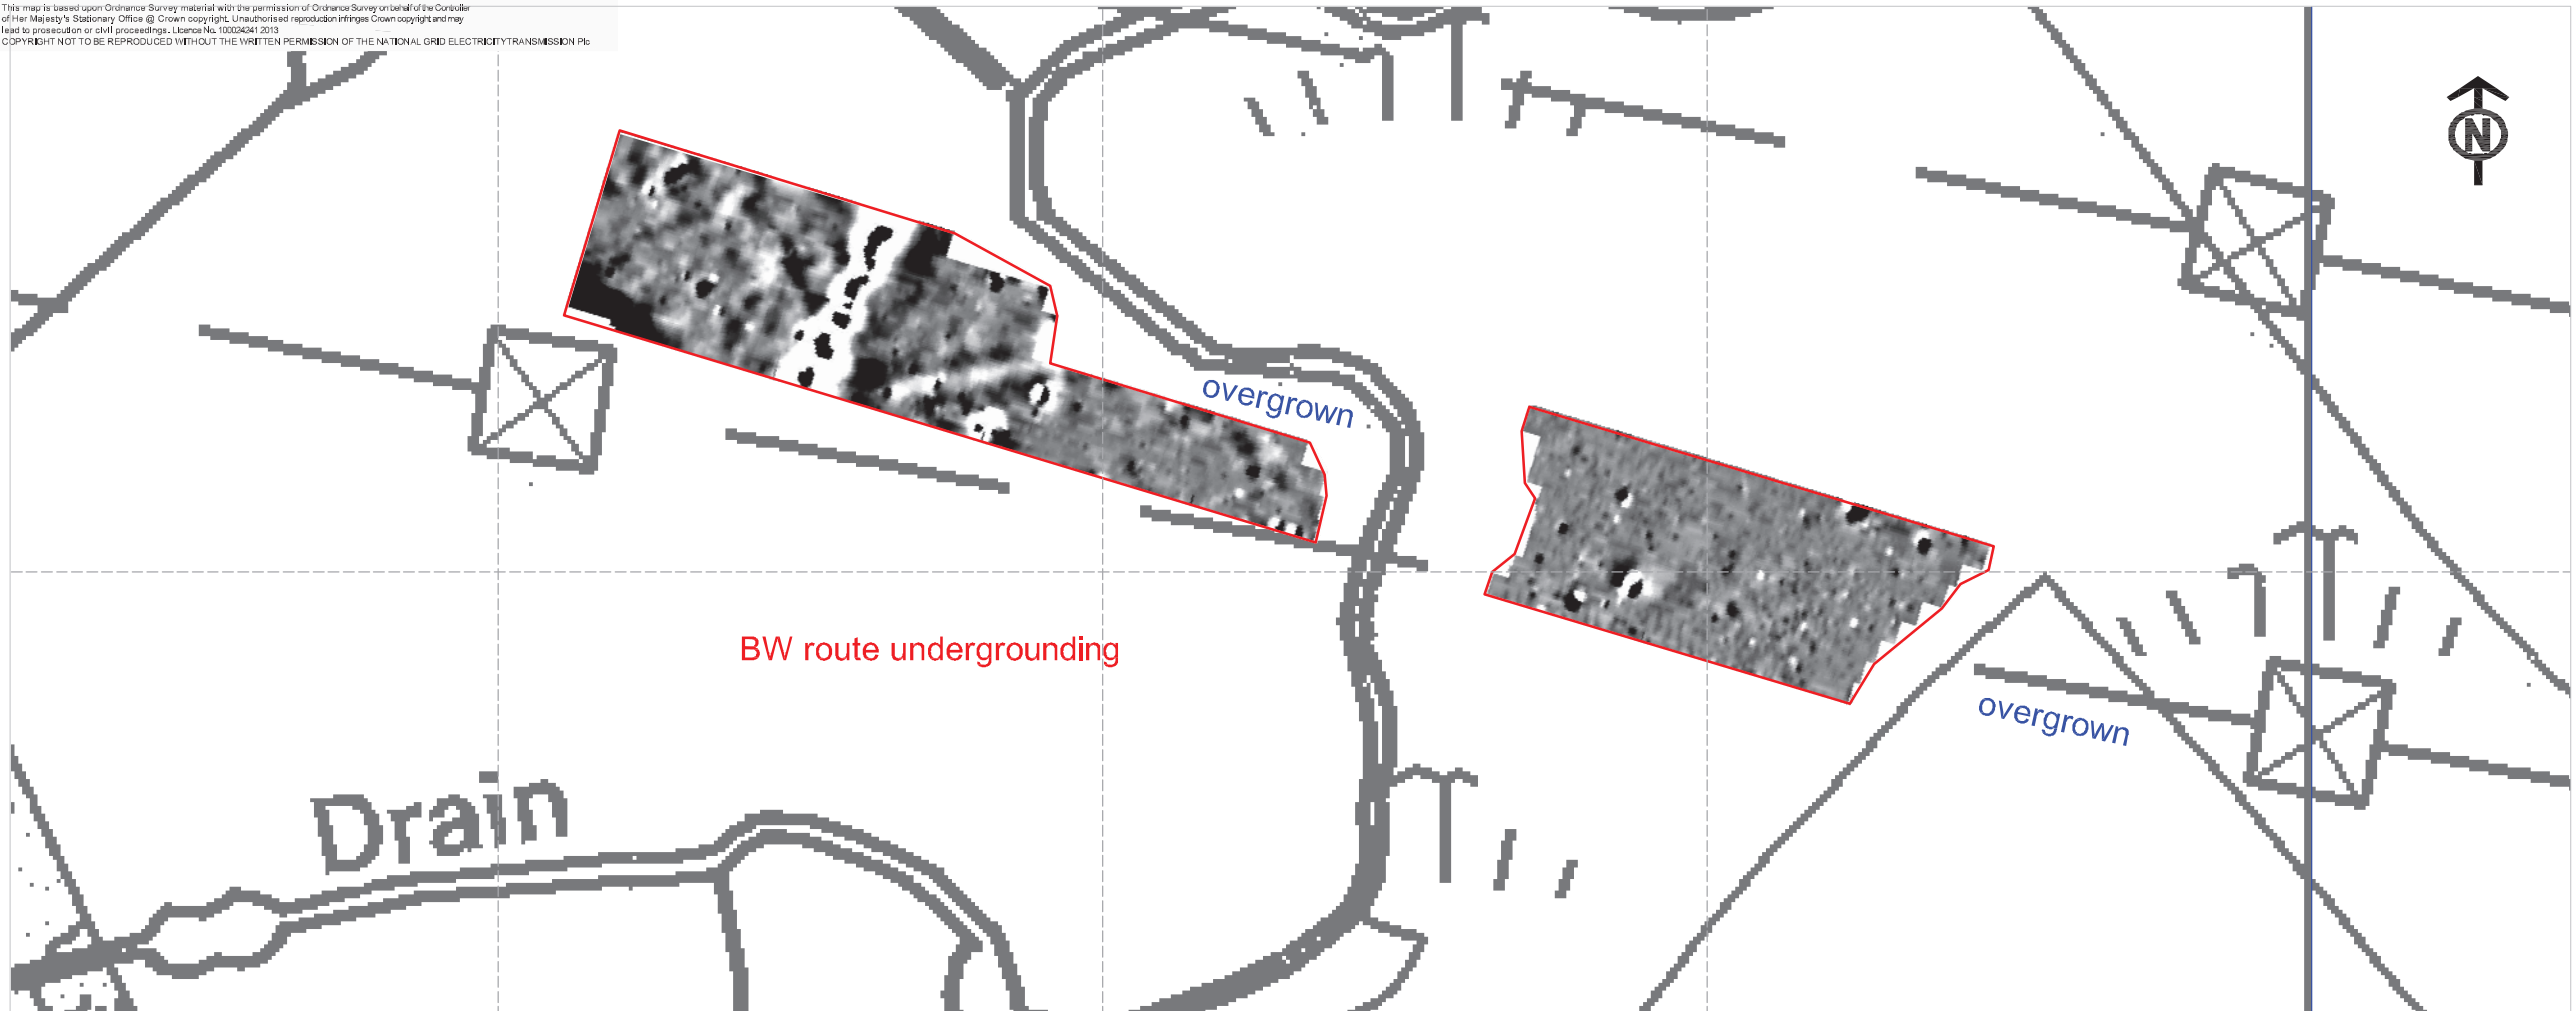 This map is based upon Ordnance Survey material with the permission of Ordnance Survey on behalf of the Controller
of Her Majesty's Stationary Office @ Crown copyright. Unauthorised reproduction infringes Crown copyright and may
lead to prosecution or civil proceedings. Licence No. 100024241 2013
COPYRIGHT NOT TO BE REPRODUCED WITHOUT THE WRITTEN PERMISSION OF THE NATIONAL GRID ELECTRICITY TRANSMISSION Plc
N
overgrown
BW route undergrounding
overgrown
Drain